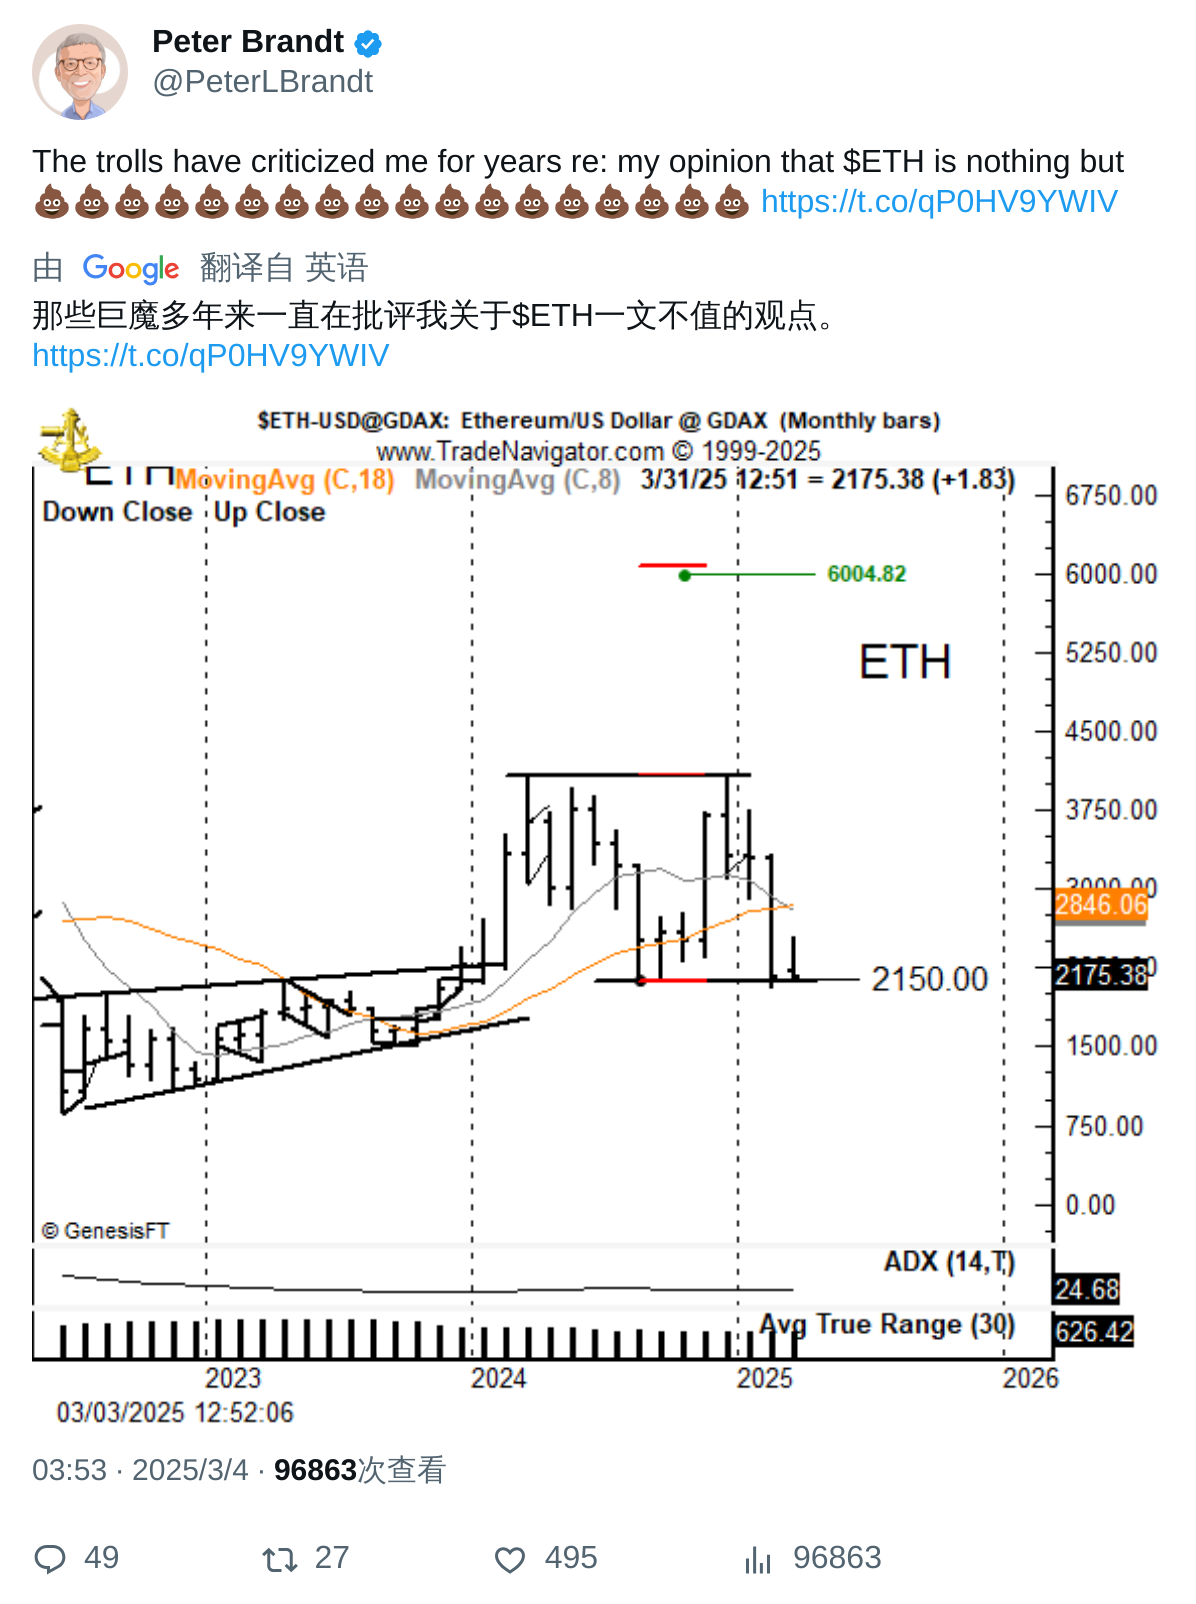 Peter Brandt
@PeterLBrandt
The trolls have criticized me for years re: my opinion that $ETH is nothing but
💩💩💩💩💩💩💩💩💩💩💩💩💩💩💩💩💩💩 https://t.co/qP0HV9YWIV
由 Google 翻译自 英语
那些巨魔多年来一直在批评我关于$ETH一文不值的观点。
https://t.co/qP0HV9YWIV
$ETH-USD@GDAX: Ethereum/US Dollar @ GDAX (Monthly bars)
www.TradeNavigator.com © 1999-2025
ETH MovingAvg (C,18) MovingAvg (C,8) 3/31/25 12:51 = 2175.38 (+1.83)
Down Close Up Close
6750.00
6004.82
6000.00
ETH
5250.00
4500.00
3750.00
3000.00
2846.06
2175.38
2150.00
1500.00
750.00
0.00
© GenesisFT
ADX (14,T)
24.68
Avg True Range (30)
626.42
2023 2024 2025 2026
03/03/2025 12:52:06
03:53 · 2025/3/4 · 96863次查看
49 27 495 96863